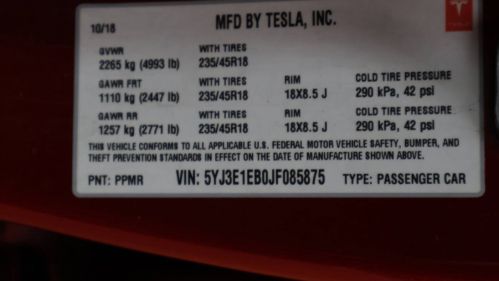 10/18 MFD BY TESLA, INC.
GVWR WITH TIRES
2265 kg (4993 lb) 235/45R18
GAWR FRT WITH TIRES RIM COLD TIRE PRESSURE
1110 kg (2447 lb) 235/45R18 18X8.5 J 290 kPa, 42 psi
GAWR RR WITH TIRES RIM COLD TIRE PRESSURE
1257 kg (2771 lb) 235/45R18 18X8.5 J 290 kPa, 42 psi
THIS VEHICLE CONFORMS TO ALL APPLICABLE U.S. FEDERAL MOTOR VEHICLE SAFETY, BUMPER, AND
THEFT PREVENTION STANDARDS IN EFFECT ON THE DATE OF MANUFACTURE SHOWN ABOVE.
PNT: PPMR VIN: 5YJ3E1EB0JF085875 TYPE: PASSENGER CAR